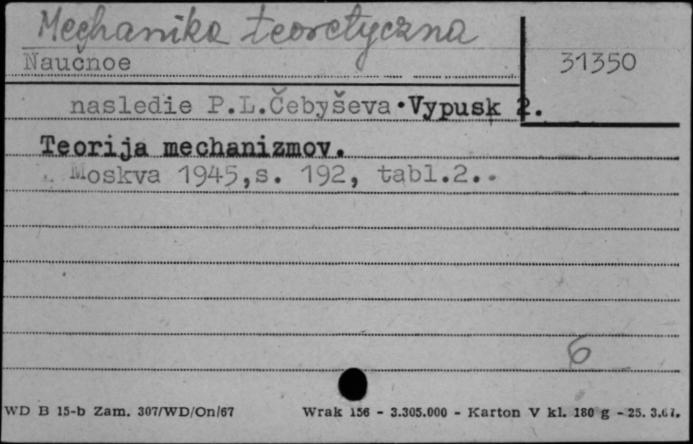 Mechanika teoretyczna
Naucnoe
31350
nasledie P.L.Čebyševa•Vypusk 2.
Teorija mechanizmov.
Moskva 1945,s. 192, tabl.2.
6
WD B 15-b Zam. 307/WD/On/67 Wrak 156 - 3.305.000 - Karton V kl. 180 g - 25. 3.67.